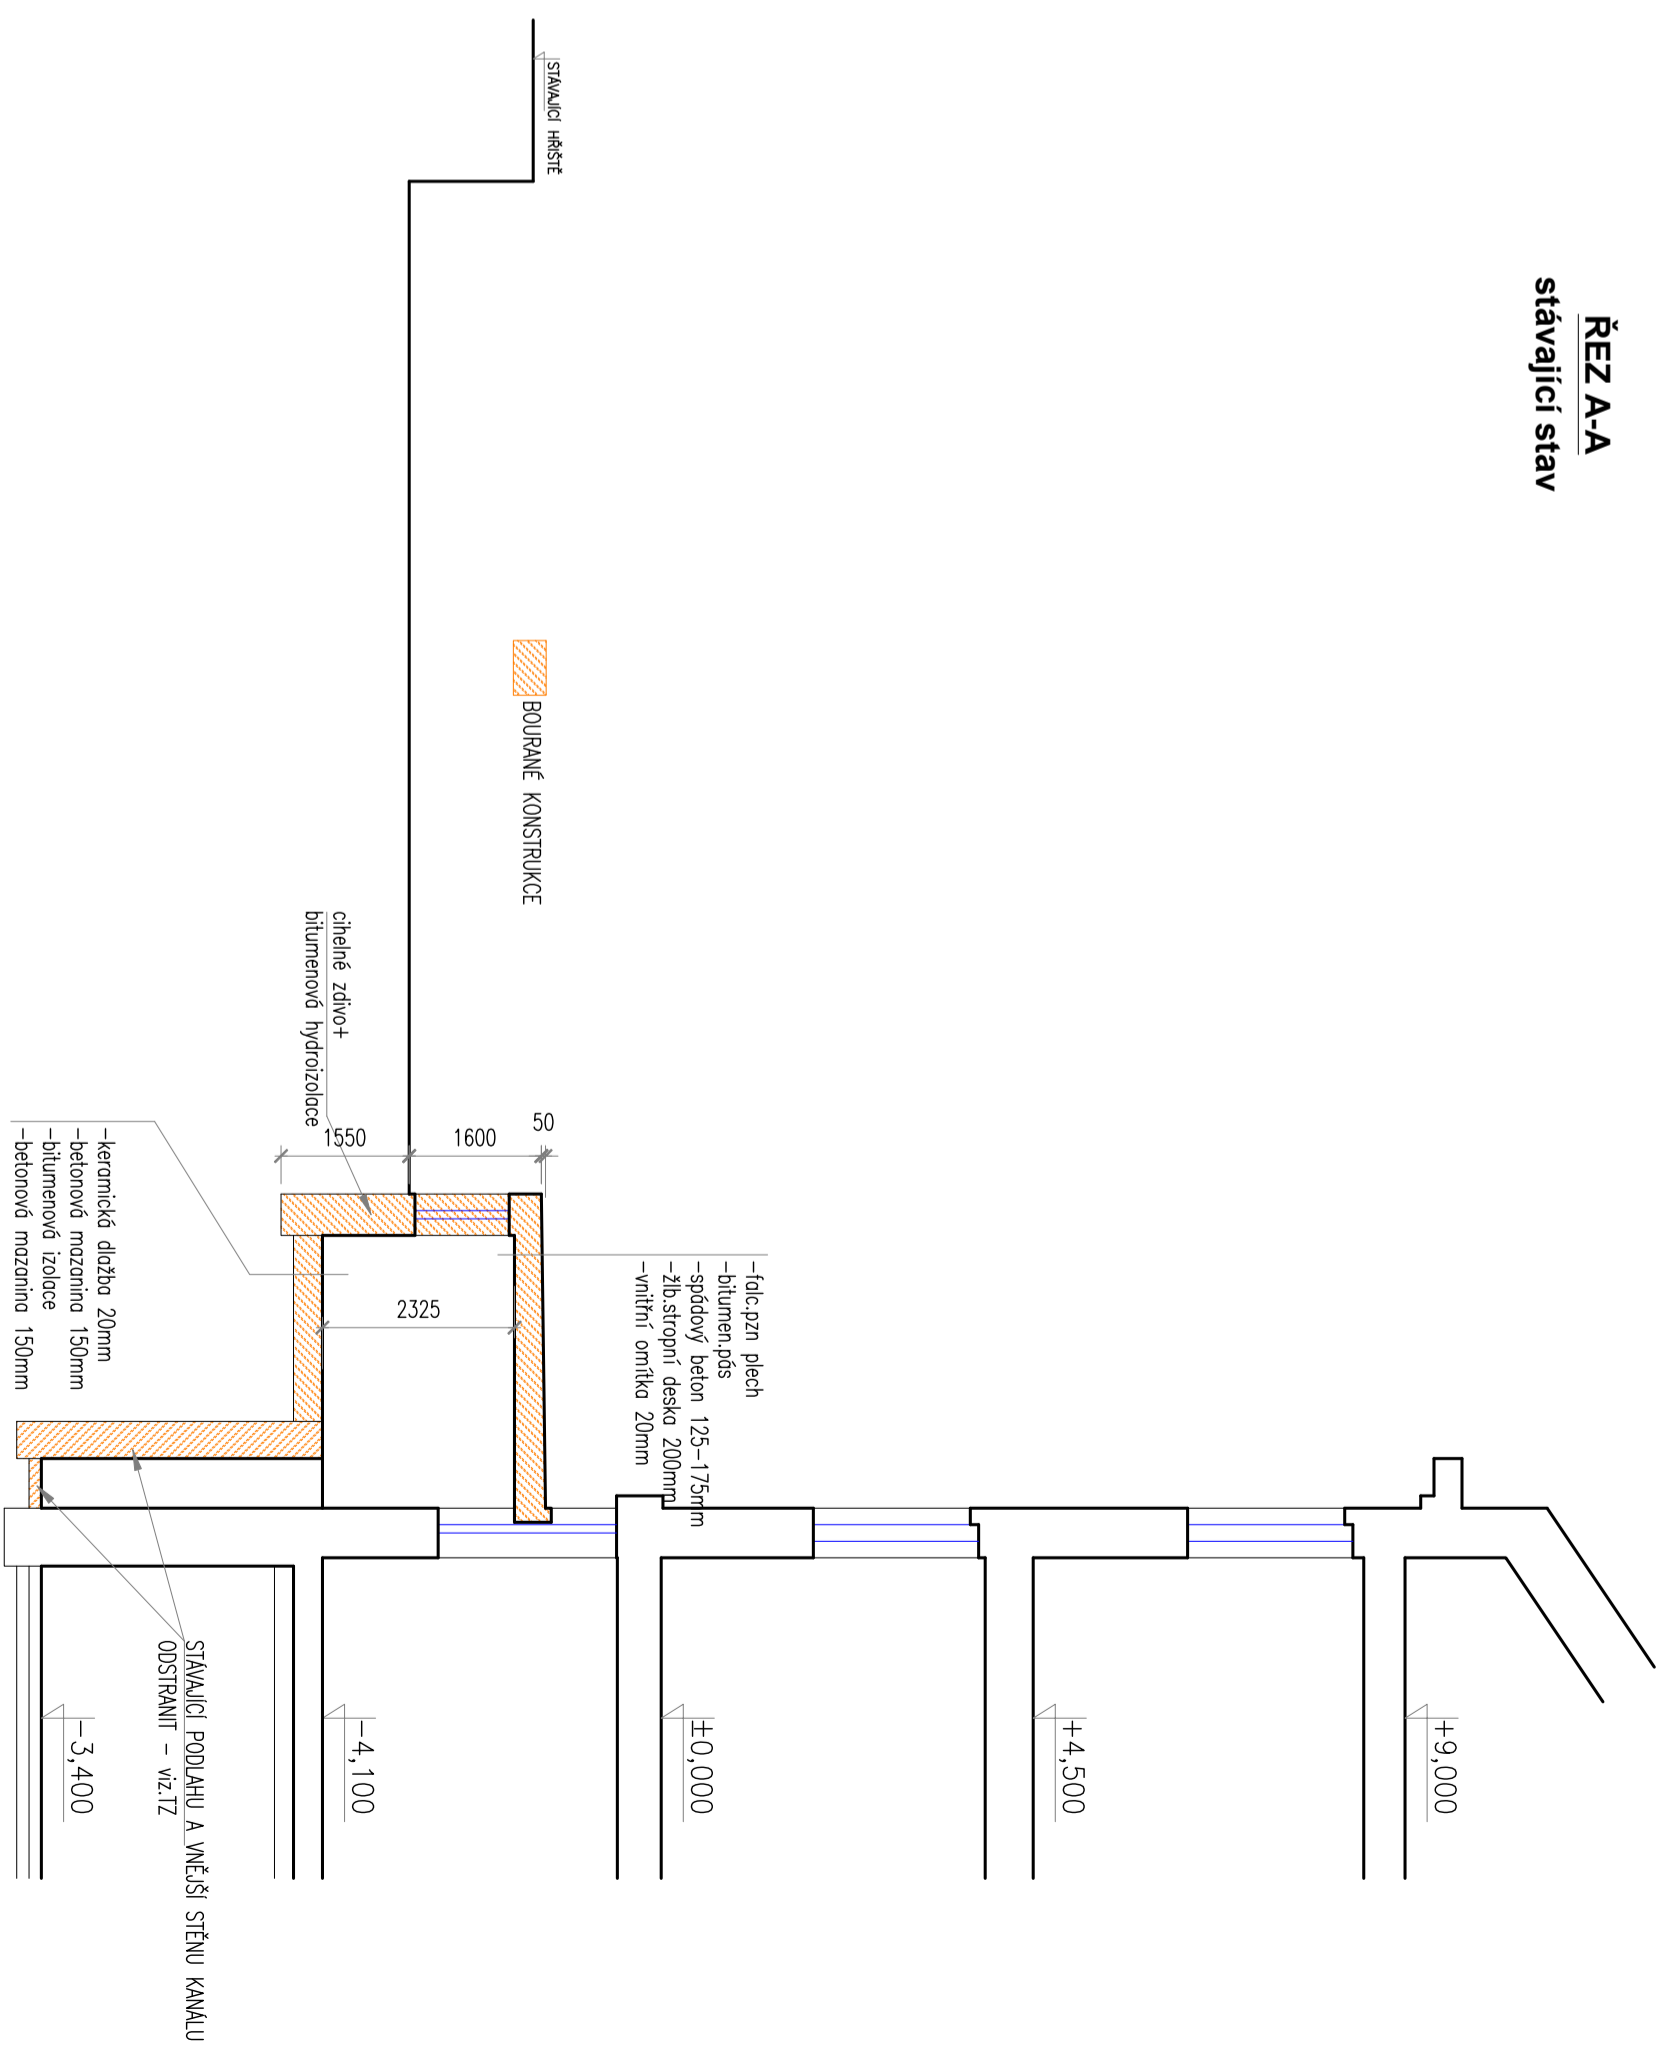 ŘEZ A-A
stávající stav
STÁVAJÍCÍ HŘIŠTĚ
BOURANÉ KONSTRUKCE
cihelné zdivo+
bitumenová hydroizolace
50
1600
1550
2325
-falc.pzn plech
-bitumen.pás
-spádový beton 125-175mm
-žlb.stropní deska 200mm
-vnitřní omítka 20mm
-keramická dlažba 20mm
-betonová mazanina 150mm
-bitumenová izolace
-betonová mazanina 150mm
+9,000
+4,500
±0,000
-4,100
-3,400
STÁVAJÍCÍ PODLAHU A VNĚJŠÍ STĚNU KANÁLU
ODSTRANIT - viz.TZ